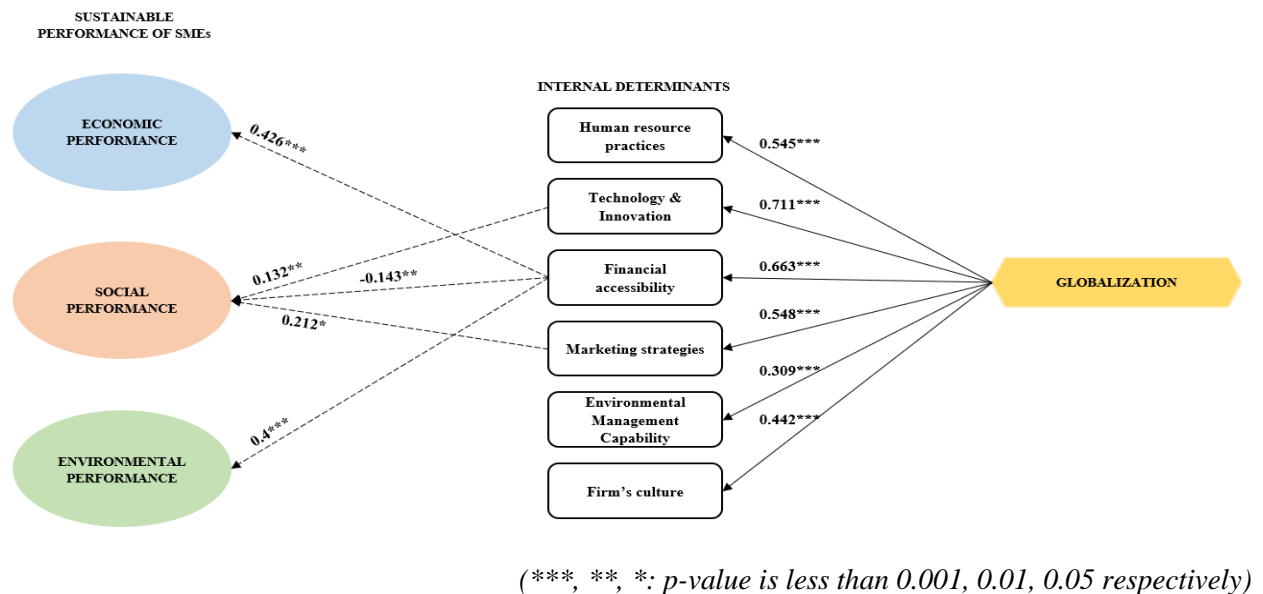 SUSTAINABLE
PERFORMANCE OF SMEs
ECONOMIC
PERFORMANCE
SOCIAL
PERFORMANCE
ENVIRONMENTAL
PERFORMANCE
0.426***
0.132**
-0.143**
0.212*
0.4***
INTERNAL DETERMINANTS
Human resource
practices
Technology &
Innovation
Financial
accessibility
Marketing strategies
Environmental
Management
Capability
Firm's culture
0.545***
0.711***
0.663***
0.548***
0.309***
0.442***
GLOBALIZATION
(***, **, *: p-value is less than 0.001, 0.01, 0.05 respectively)